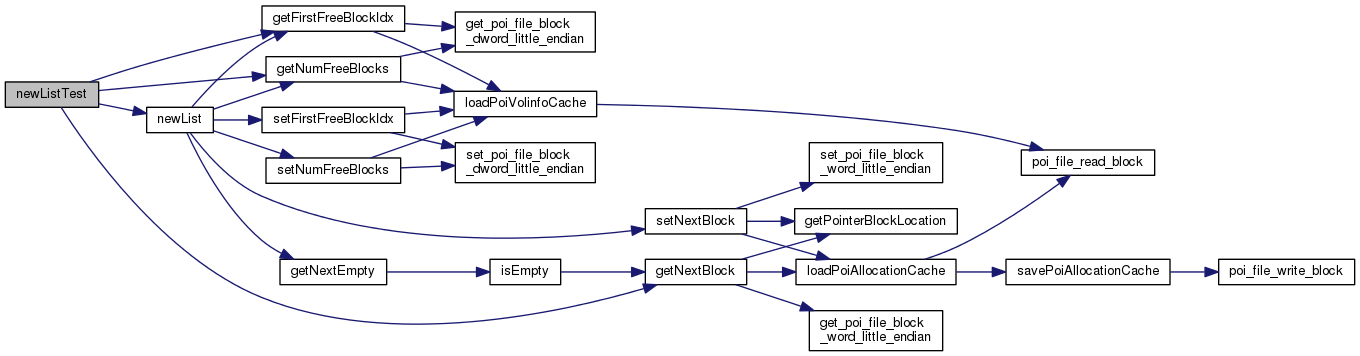 newListTest
newList
getFirstFreeBlockIdx
getNumFreeBlocks
setFirstFreeBlockIdx
setNumFreeBlocks
getNextEmpty
get_poi_file_block
_dword_little_endian
loadPoiVolinfoCache
set_poi_file_block
_dword_little_endian
isEmpty
setNextBlock
getNextBlock
set_poi_file_block
_word_little_endian
getPointerBlockLocation
loadPoiAllocationCache
get_poi_file_block
_word_little_endian
poi_file_read_block
savePoiAllocationCache
poi_file_write_block